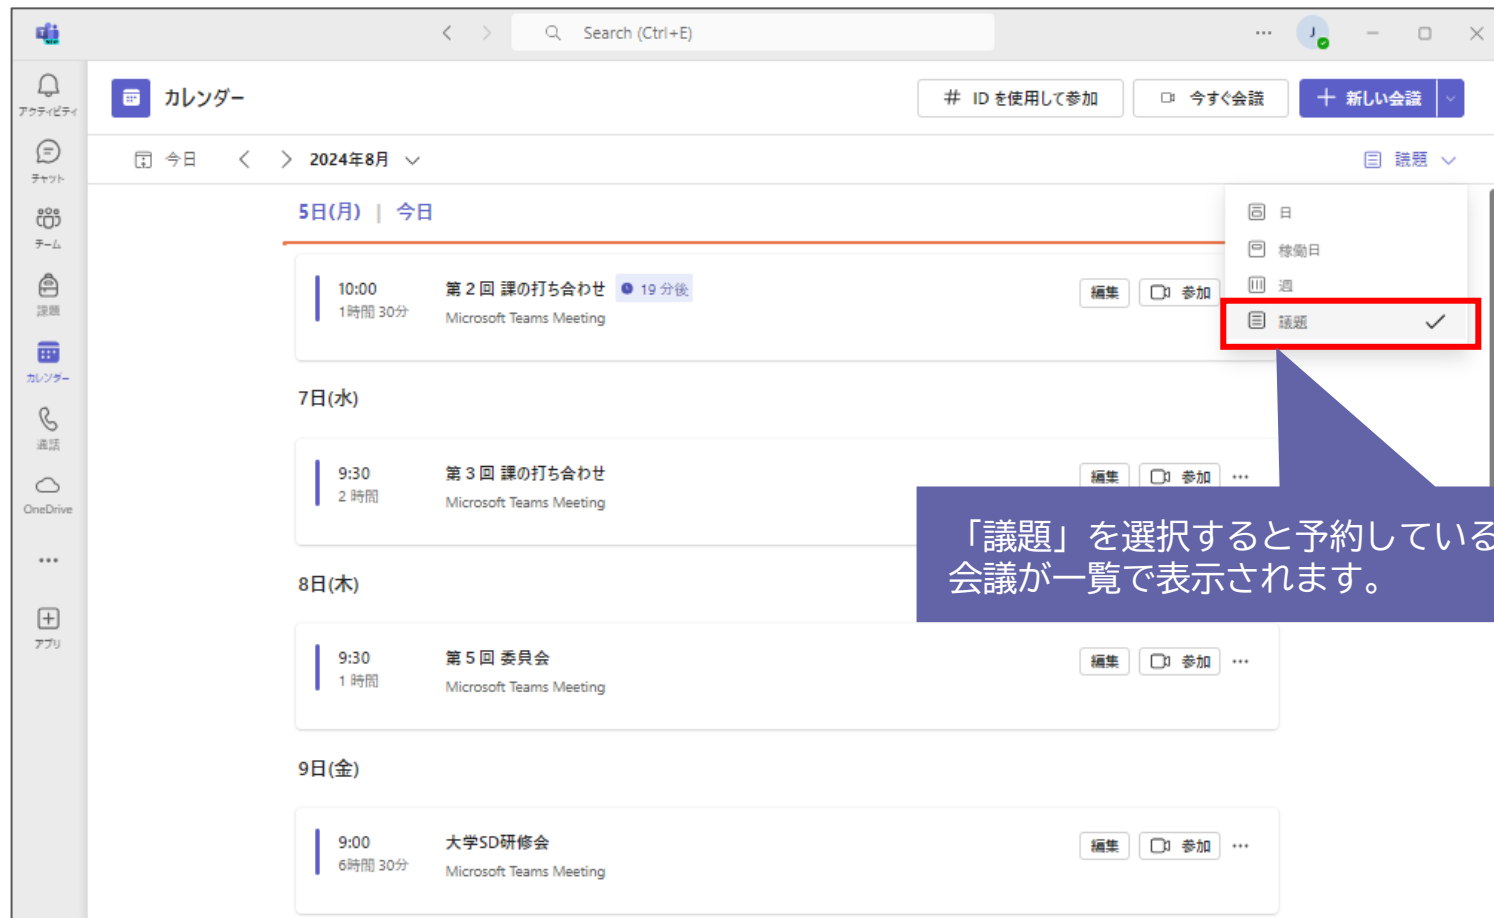 Search (Ctrl+E)
J
アクティビティ
チャット
チーム
課題
カレンダー
通話
OneDrive
アプリ
カレンダー
# ID を使用して参加
今すぐ会議
新しい会議
今日
2024年8月
議題
日
稼働日
週
議題
5日(月) | 今日
10:00
1時間 30分
第 2 回 課の打ち合わせ
19 分後
Microsoft Teams Meeting
編集
参加
7日(水)
9:30
2 時間
第 3 回 課の打ち合わせ
Microsoft Teams Meeting
編集
参加
「議題」を選択すると予約している
会議が一覧で表示されます。
8日(木)
9:30
1 時間
第 5 回 委員会
Microsoft Teams Meeting
編集
参加
9日(金)
9:00
6時間 30分
大学SD研修会
Microsoft Teams Meeting
編集
参加